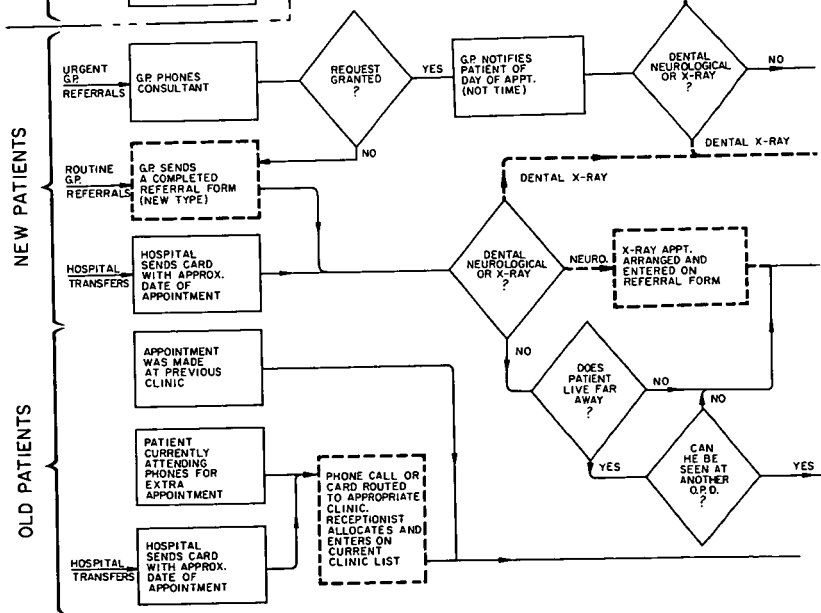 NEW PATIENTS
URGENT
G.P.
REFERRALS
G.P. PHONES
CONSULTANT
REQUEST
GRANTED
?
YES
NO
G.P. NOTIFIES
PATIENT OF
DAY OF APPT.
(NOT TIME)
DENTAL
NEUROLOGICAL
OR X-RAY
?
NO
DENTAL X-RAY
ROUTINE
G.P.
REFERRALS
G.P. SENDS
A COMPLETED
REFERRAL FORM
(NEW TYPE)
DENTAL X-RAY
HOSPITAL
TRANSFERS
HOSPITAL
SENDS CARD
WITH APPROX.
DATE OF
APPOINTMENT
DENTAL
NEUROLOGICAL
OR X-RAY
?
NEURO.
X-RAY APPT.
ARRANGED AND
ENTERED ON
REFERRAL FORM
NO
DOES
PATIENT
LIVE FAR
AWAY
?
NO
YES
NO
CAN
HE BE
SEEN AT
ANOTHER
O.P.D.
?
YES
OLD PATIENTS
APPOINTMENT
WAS MADE
AT PREVIOUS
CLINIC
PATIENT
CURRENTLY
ATTENDING
PHONES FOR
EXTRA
APPOINTMENT
PHONE CALL OR
CARD ROUTED
TO APPROPRIATE
CLINIC.
RECEPTIONIST
ALLOCATES AND
ENTERS ON
CURRENT
CLINIC LIST
HOSPITAL
TRANSFERS
HOSPITAL
SENDS CARD
WITH APPROX.
DATE OF
APPOINTMENT